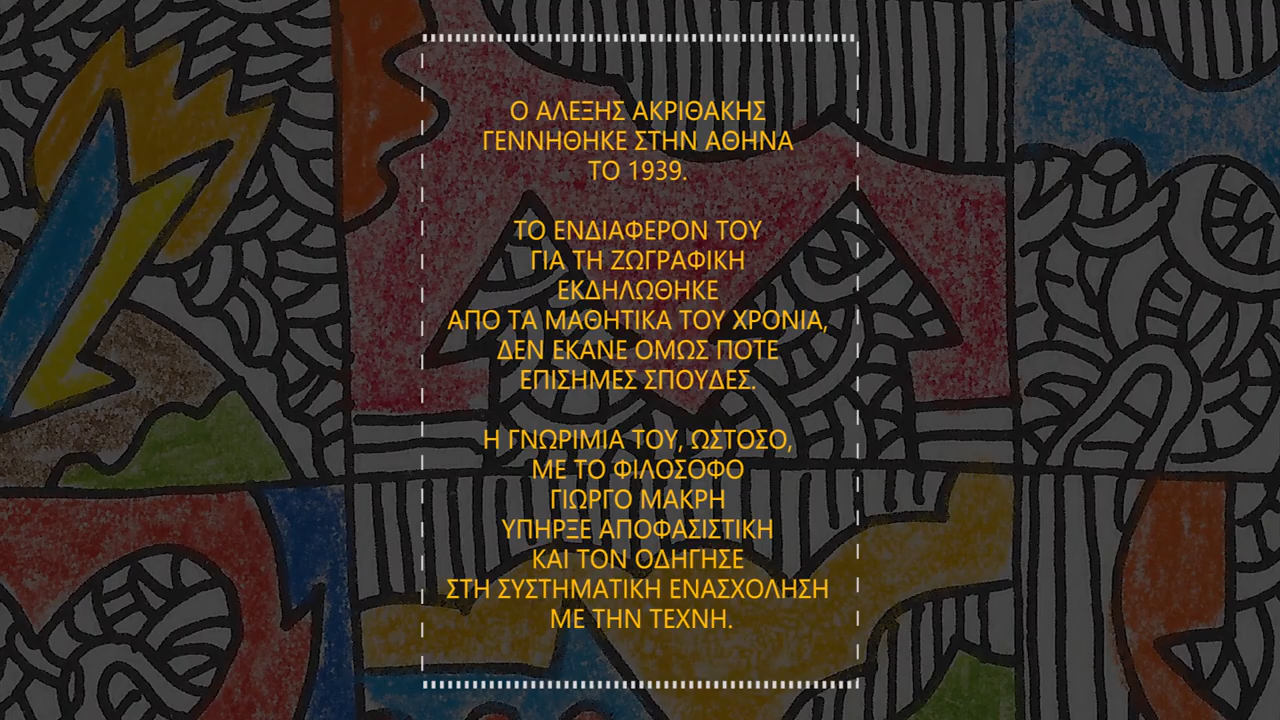 Ο ΑΛΕΞΗΣ ΑΚΡΙΘΑΚΗΣ
ΓΕΝΝΗΘΗΚΕ ΣΤΗΝ ΑΘΗΝΑ
ΤΟ 1939.
ΤΟ ΕΝΔΙΑΦΕΡΟΝ ΤΟΥ
ΓΙΑ ΤΗ ΖΩΓΡΑΦΙΚΗ
ΕΚΔΗΛΩΘΗΚΕ
ΑΠΟ ΤΑ ΜΑΘΗΤΙΚΑ ΤΟΥ ΧΡΟΝΙΑ,
ΔΕΝ ΕΚΑΝΕ ΟΜΩΣ ΠΟΤΕ
ΕΠΙΣΗΜΕΣ ΣΠΟΥΔΕΣ.
Η ΓΝΩΡΙΜΙΑ ΤΟΥ, ΩΣΤΟΣΟ,
ΜΕ ΤΟ ΦΙΛΟΣΟΦΟ
ΓΙΩΡΓΟ ΜΑΚΡΗ
ΥΠΗΡΞΕ ΑΠΟΦΑΣΙΣΤΙΚΗ
ΚΑΙ ΤΟΝ ΟΔΗΓΗΣΕ
ΣΤΗ ΣΥΣΤΗΜΑΤΙΚΗ ΕΝΑΣΧΟΛΗΣΗ
ΜΕ ΤΗΝ ΤΕΧΝΗ.